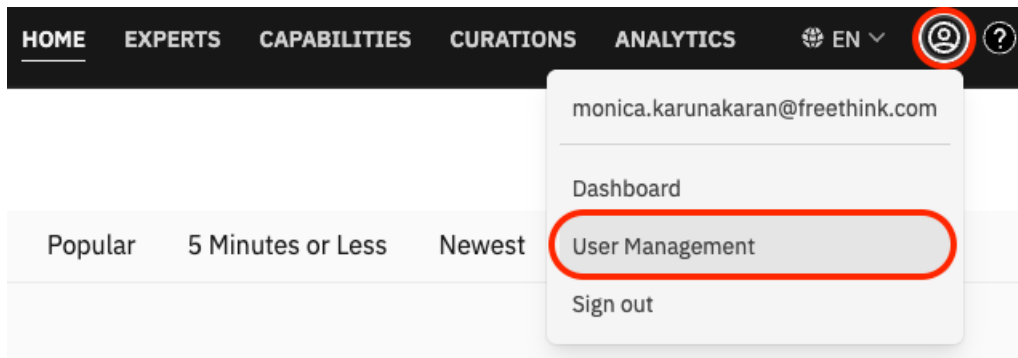 HOME EXPERTS CAPABILITIES CURATIONS ANALYTICS EN ?
monica.karunakaran@freethink.com
Dashboard
Popular 5 Minutes or Less Newest User Management
Sign out